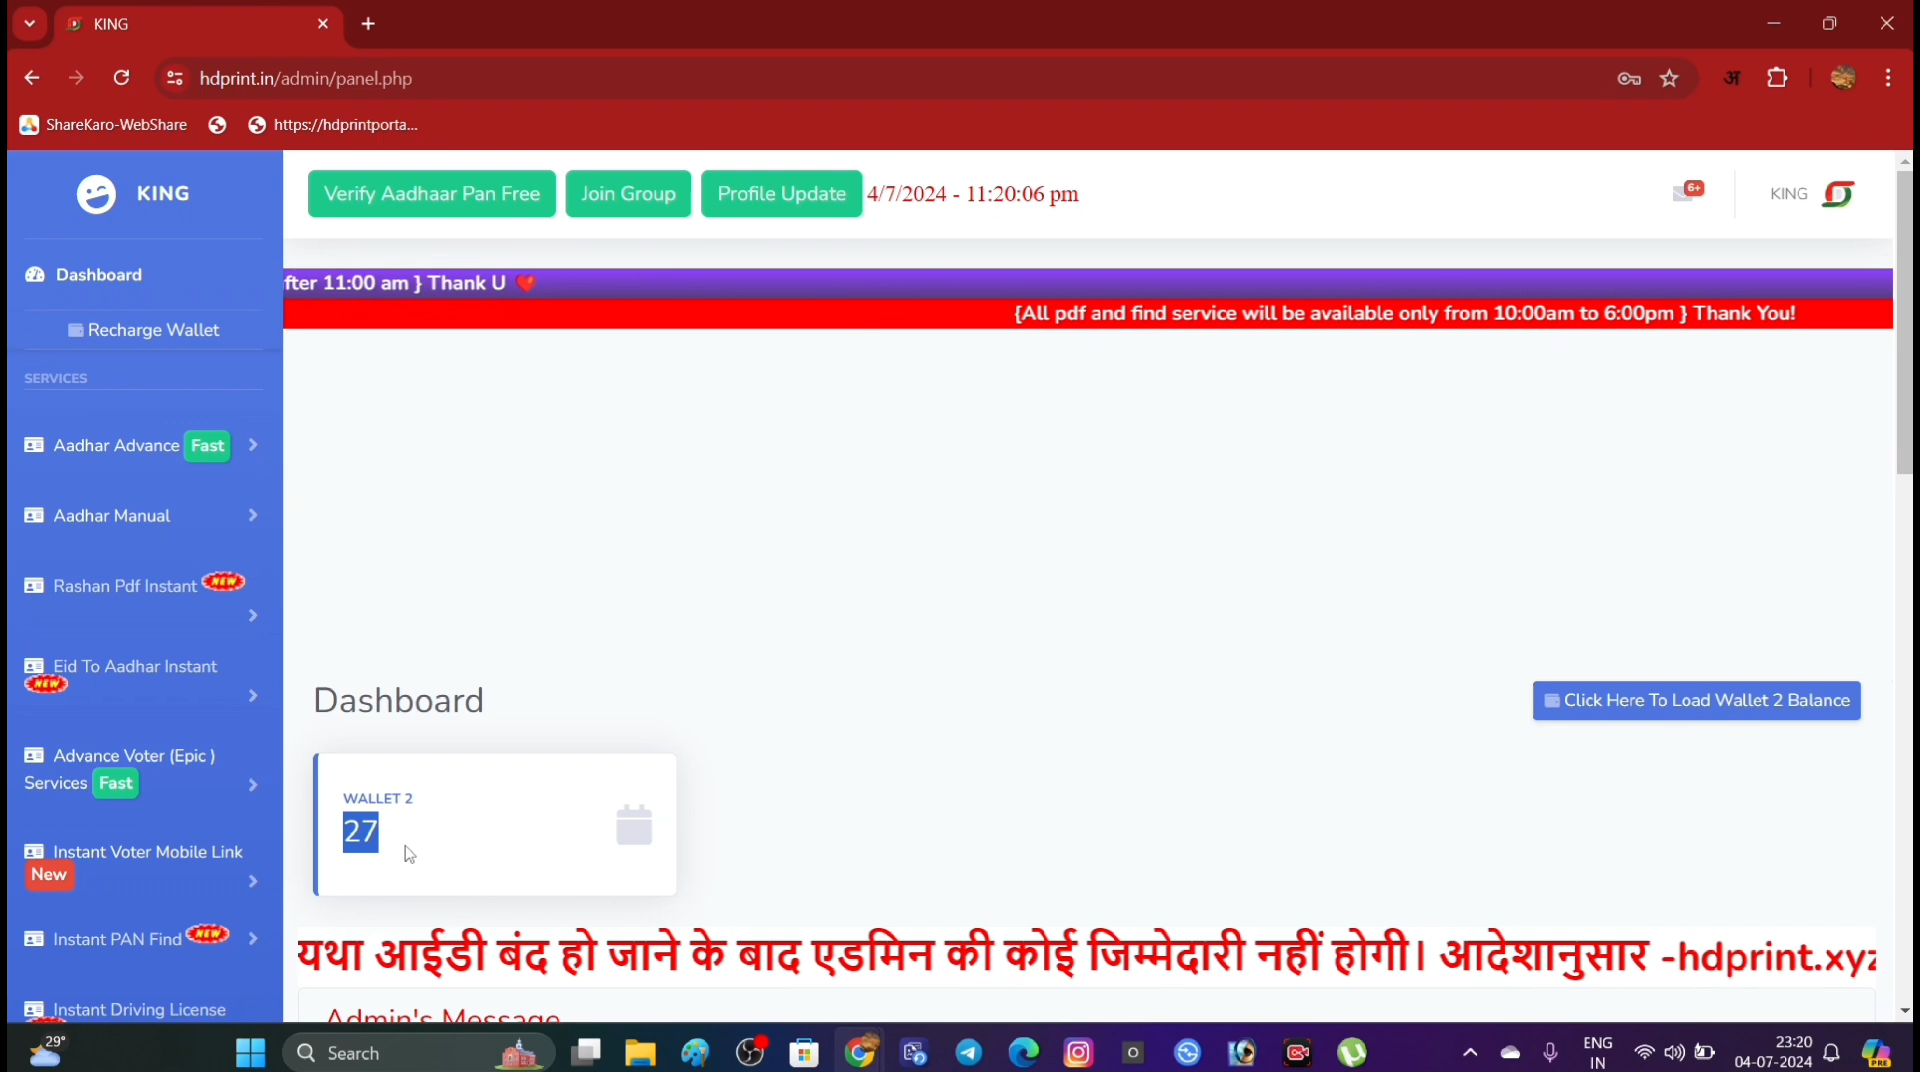 KING
hdprint.in/admin/panel.php
अ
ShareKaro-WebShare
https://hdprintporta...
KING
Verify Aadhaar Pan Free
Join Group
Profile Update
4/7/2024 - 11:20:06 pm
6+
KING
Dashboard
fter 11:00 am } Thank U
{All pdf and find service will be available only from 10:00am to 6:00pm } Thank You!
Recharge Wallet
SERVICES
Aadhar Advance Fast
Aadhar Manual
Rashan Pdf Instant NEW
Eid To Aadhar Instant
NEW
Advance Voter (Epic )
Services Fast
Instant Voter Mobile Link
New
Instant PAN Find NEW
Instant Driving License
Dashboard
Click Here To Load Wallet 2 Balance
WALLET 2
27
यथा आईडी बंद हो जाने के बाद एडमिन की कोई जिम्मेदारी नहीं होगी। आदेशानुसार -hdprint.xyz
Admin's Message
29°
Search
ENG
IN
23:20
04-07-2024
PRE